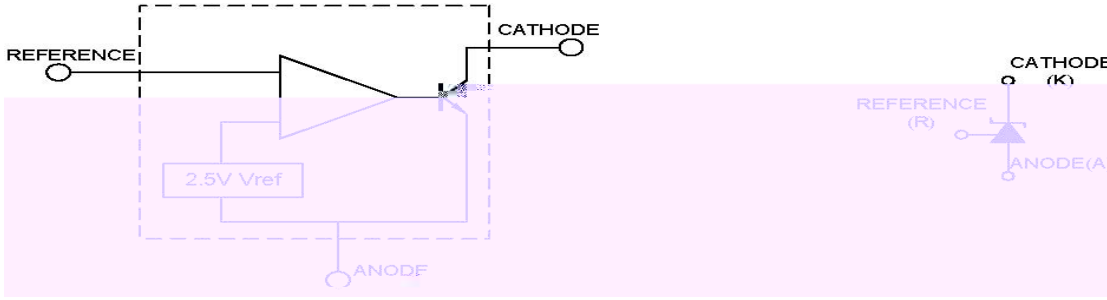 CATHODE
REFERENCE
2.5V Vref
ANODE
CATHODE
(K)
REFERENCE
(R)
ANODE(A